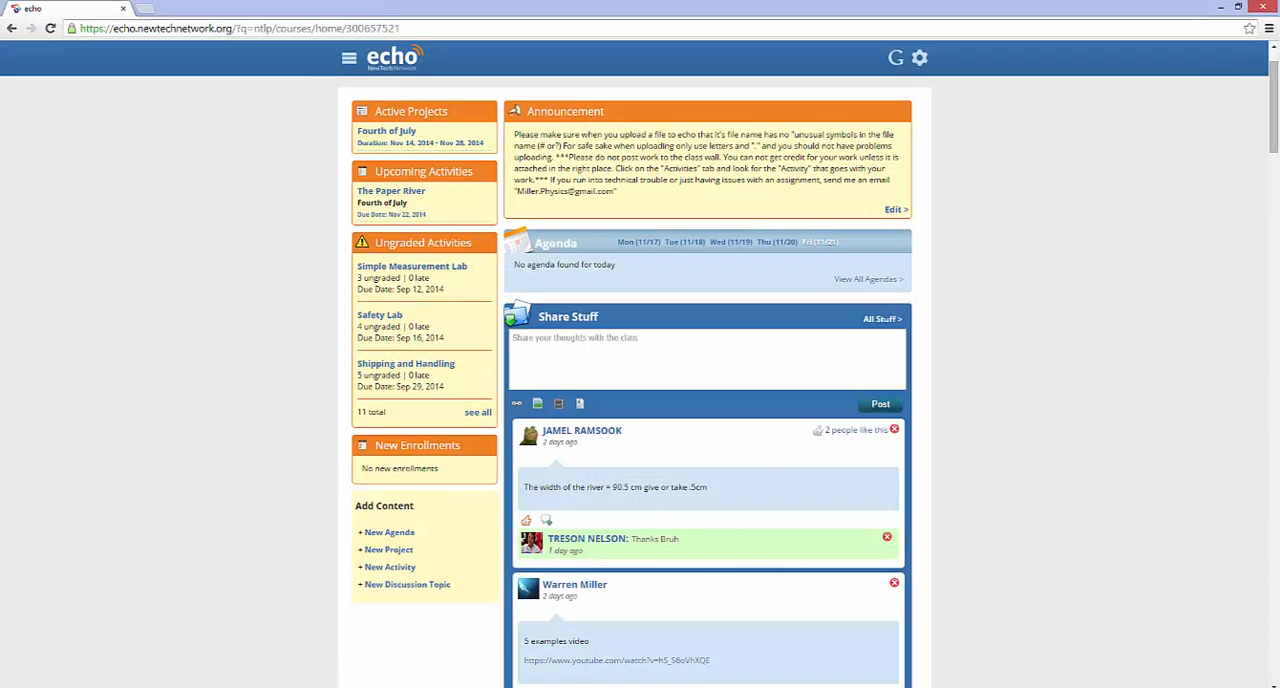 echo
https://echo.newtechnetwork.org/?q=ntlp/courses/home/300657521
echo
NewTech Network
G
Active Projects
Fourth of July
Duration: Nov 14, 2014 - Nov 28, 2014
Upcoming Activities
The Paper River
Fourth of July
Due Date: Nov 22, 2014
Ungraded Activities
Simple Measurement Lab
3 ungraded | 0 late
Due Date: Sep 12, 2014
Safety Lab
4 ungraded | 0 late
Due Date: Sep 16, 2014
Shipping and Handling
5 ungraded | 0 late
Due Date: Sep 29, 2014
11 total see all
New Enrollments
No new enrollments
Add Content
+ New Agenda
+ New Project
+ New Activity
+ New Discussion Topic
Announcement
Please make sure when you upload a file to echo that it's file name has no "unusual symbols in the file
name (# or?) For safe sake when uploading only use letters and "." and you should not have problems
uploading. ***Please do not post work to the class wall. You can not get credit for your work unless it is
attached in the right place. Click on the "Activities" tab and look for the "Activity" that goes with your
work.*** If you run into technical trouble or just having issues with an assignment, send me an email
"Miller.Physics@gmail.com"
Edit >
Agenda Mon (11/17) Tue (11/18) Wed (11/19) Thu (11/20) Fri (11/21)
No agenda found for today
View All Agendas >
Share Stuff All Stuff >
Share your thoughts with the class
Post
JAMEL RAMSOOK 2 people like this
2 days ago
The width of the river = 90.5 cm give or take .5cm
TRESON NELSON: Thanks Bruh
1 day ago
Warren Miller
2 days ago
5 examples video
https://www.youtube.com/watch?v=hS_S6oVhXQE